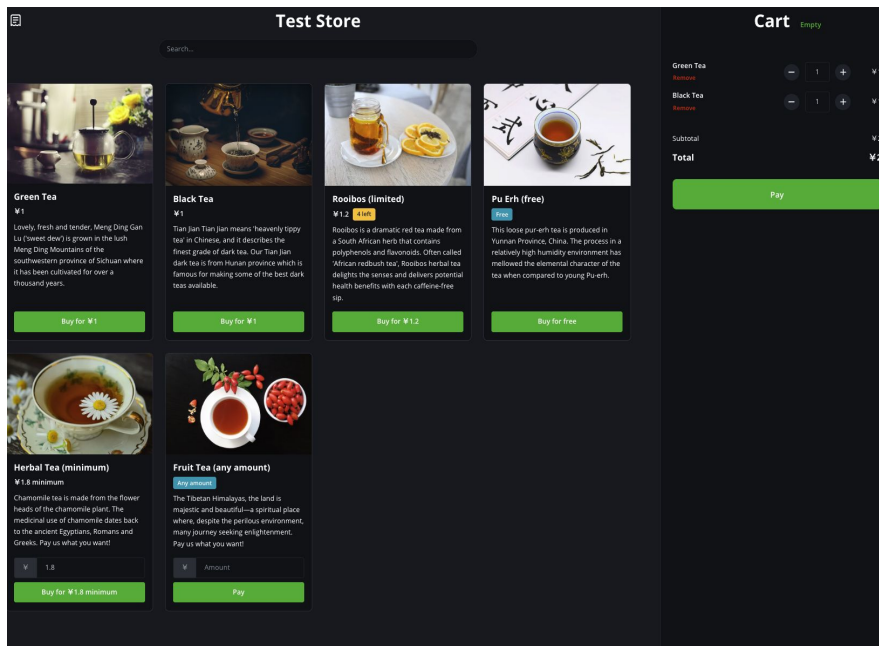 Test Store
Search...
Green Tea
¥1
Lovely, fresh and tender, Meng Ding Gan
Lu ('sweet dew') is grown in the lush
Meng Ding Mountains of the
southwestern province of Sichuan where
it has been cultivated for over a
thousand years.
Buy for ¥1
Black Tea
¥1
Tian Jian Tian Jian means 'heavenly tippy
tea' in Chinese, and it describes the
finest grade of dark tea. Our Tian Jian
dark tea is from Hunan province which is
famous for making some of the best dark
teas available.
Buy for ¥1
Rooibos (limited)
¥1.2 4 left
Rooibos is a dramatic red tea made from
a South African herb that contains
polyphenols and flavonoids. Often called
'African redbush tea', Rooibos herbal tea
delights the senses and delivers potential
health benefits with each caffeine-free
sip.
Buy for ¥1.2
Pu Erh (free)
Free
This loose pur-erh tea is produced in
Yunnan Province, China. The process in a
relatively high humidity environment has
mellowed the elemental character of the
tea when compared to young Pu-erh.
Buy for free
Herbal Tea (minimum)
¥1.8 minimum
Chamomile tea is made from the flower
heads of the chamomile plant. The
medicinal use of chamomile dates back
to the ancient Egyptians, Romans and
Greeks. Pay us what you want!
¥ 1.8
Buy for ¥1.8 minimum
Fruit Tea (any amount)
Any amount
The Tibetan Himalayas, the land is
majestic and beautiful—a spiritual place
where, despite the perilous environment,
many journey seeking enlightenment.
Pay us what you want!
¥ Amount
Pay
Cart Empty
Green Tea
Remove
− 1 + ¥
Black Tea
Remove
− 1 + ¥
Subtotal ¥2
Total ¥2
Pay